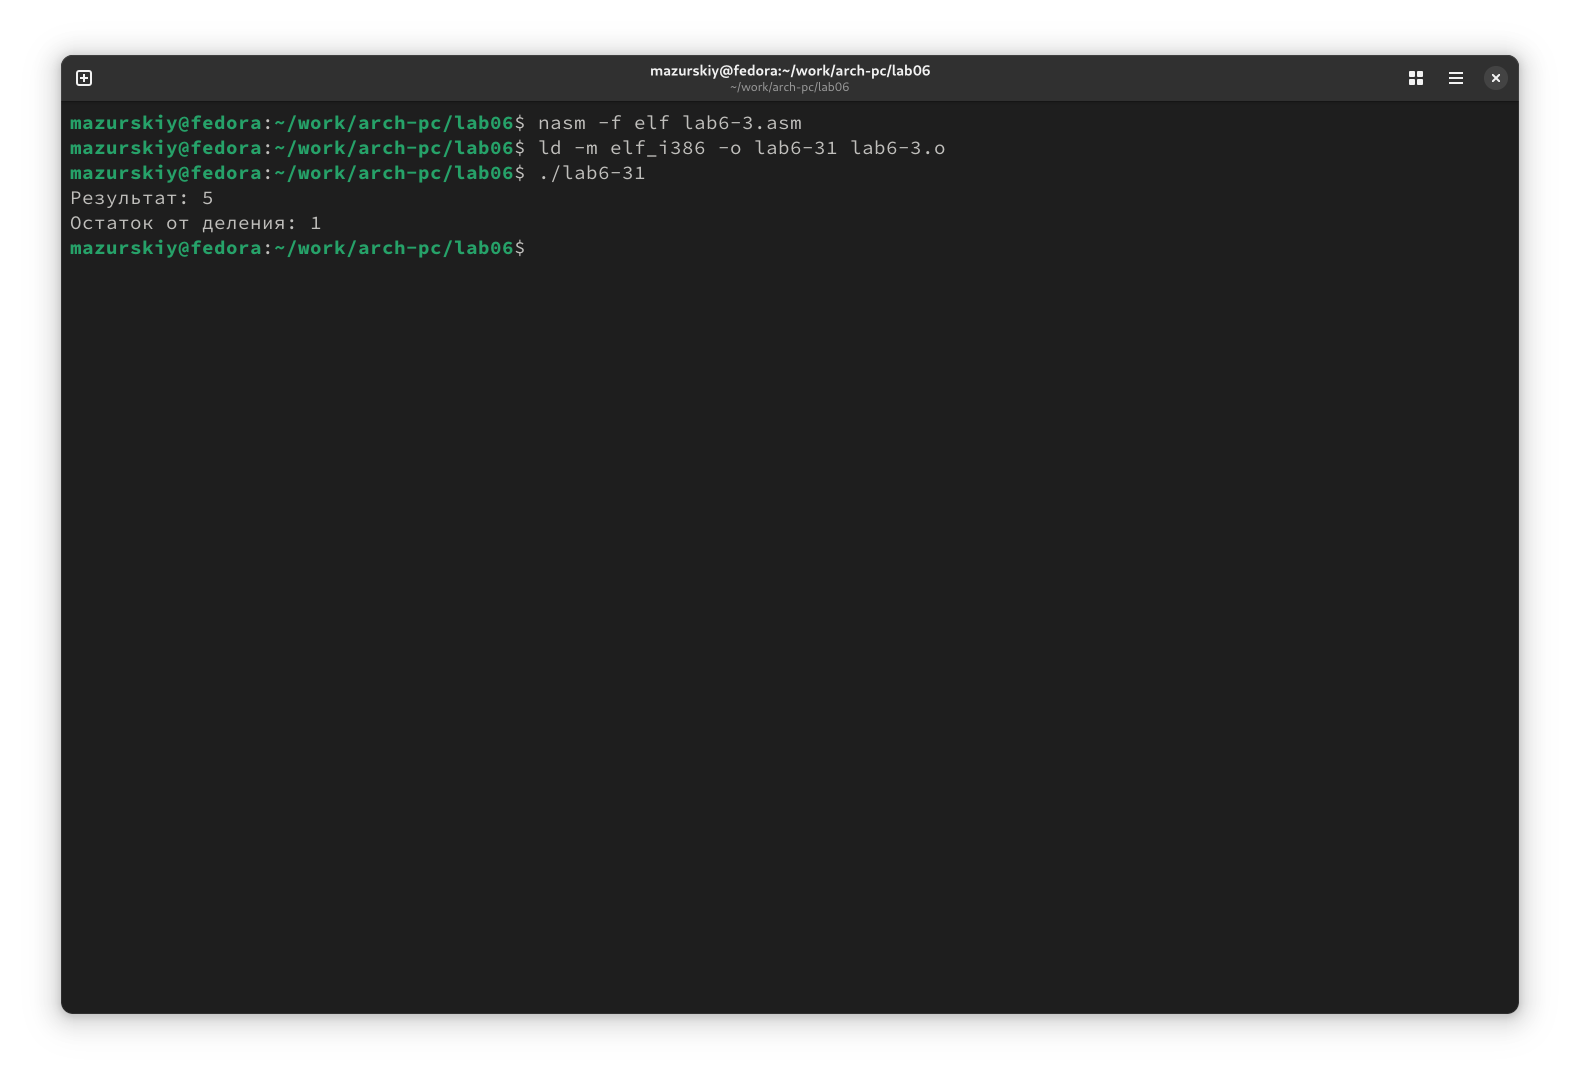 mazurskiy@fedora:~/work/arch-pc/lab06
~/work/arch-pc/lab06
mazurskiy@fedora:~/work/arch-pc/lab06$ nasm -f elf lab6-3.asm
mazurskiy@fedora:~/work/arch-pc/lab06$ ld -m elf_i386 -o lab6-31 lab6-3.o
mazurskiy@fedora:~/work/arch-pc/lab06$ ./lab6-31
Результат: 5
Остаток от деления: 1
mazurskiy@fedora:~/work/arch-pc/lab06$